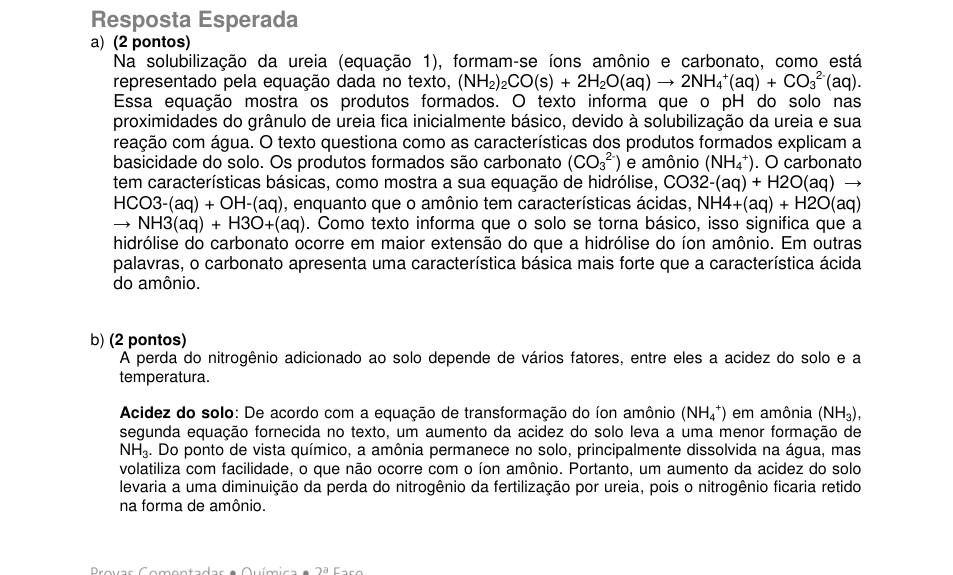 Resposta Esperada
a) (2 pontos)
Na solubilização da ureia (equação 1), formam-se íons amônio e carbonato, como está
representado pela equação dada no texto, (NH₂)₂CO(s) + 2H₂O(aq) → 2NH₄⁺(aq) + CO₃²⁻(aq).
Essa equação mostra os produtos formados. O texto informa que o pH do solo nas
proximidades do grânulo de ureia fica inicialmente básico, devido à solubilização da ureia e sua
reação com água. O texto questiona como as características dos produtos formados explicam a
basicidade do solo. Os produtos formados são carbonato (CO₃²⁻) e amônio (NH₄⁺). O carbonato
tem características básicas, como mostra a sua equação de hidrólise, CO32-(aq) + H2O(aq) →
HCO3-(aq) + OH-(aq), enquanto que o amônio tem características ácidas, NH4+(aq) + H2O(aq)
→ NH3(aq) + H3O+(aq). Como texto informa que o solo se torna básico, isso significa que a
hidrólise do carbonato ocorre em maior extensão do que a hidrólise do íon amônio. Em outras
palavras, o carbonato apresenta uma característica básica mais forte que a característica ácida
do amônio.
b) (2 pontos)
A perda do nitrogênio adicionado ao solo depende de vários fatores, entre eles a acidez do solo e a
temperatura.
Acidez do solo: De acordo com a equação de transformação do íon amônio (NH₄⁺) em amônia (NH₃),
segunda equação fornecida no texto, um aumento da acidez do solo leva a uma menor formação de
NH₃. Do ponto de vista químico, a amônia permanece no solo, principalmente dissolvida na água, mas
volatiliza com facilidade, o que não ocorre com o íon amônio. Portanto, um aumento da acidez do solo
levaria a uma diminuição da perda do nitrogênio da fertilização por ureia, pois o nitrogênio ficaria retido
na forma de amônio.
Provas Comentadas • Química • 2ª Fase